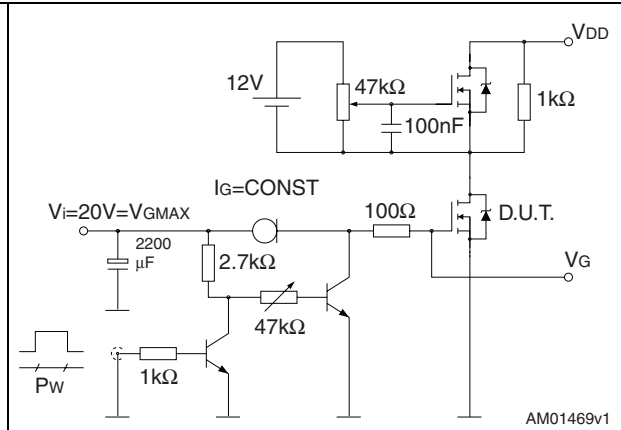 VDD
12V
47kΩ
1kΩ
100nF
IG=CONST
Vi=20V=VGMAX
100Ω
D.U.T.
2200
μF
2.7kΩ
VG
47kΩ
1kΩ
PW
AM01469v1